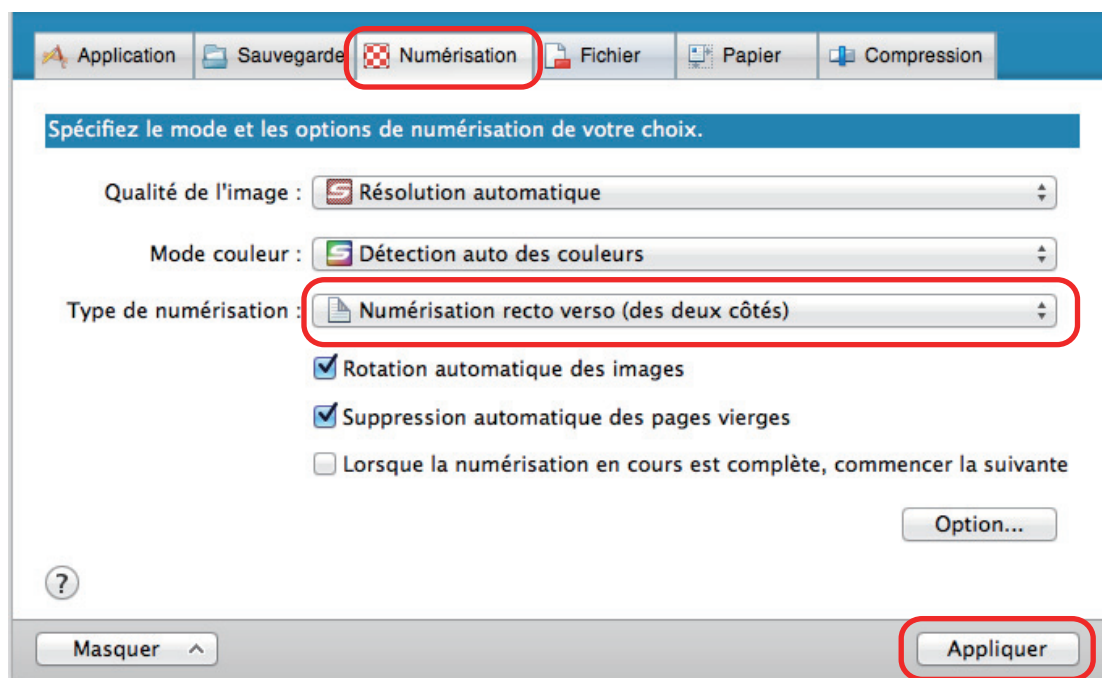 Application Sauvegarde Numérisation Fichier Papier Compression
Spécifiez le mode et les options de numérisation de votre choix.
Qualité de l'image : Résolution automatique
Mode couleur : Détection auto des couleurs
Type de numérisation : Numérisation recto verso (des deux côtés)
Rotation automatique des images
Suppression automatique des pages vierges
Lorsque la numérisation en cours est complète, commencer la suivante
Option...
?
Masquer Appliquer